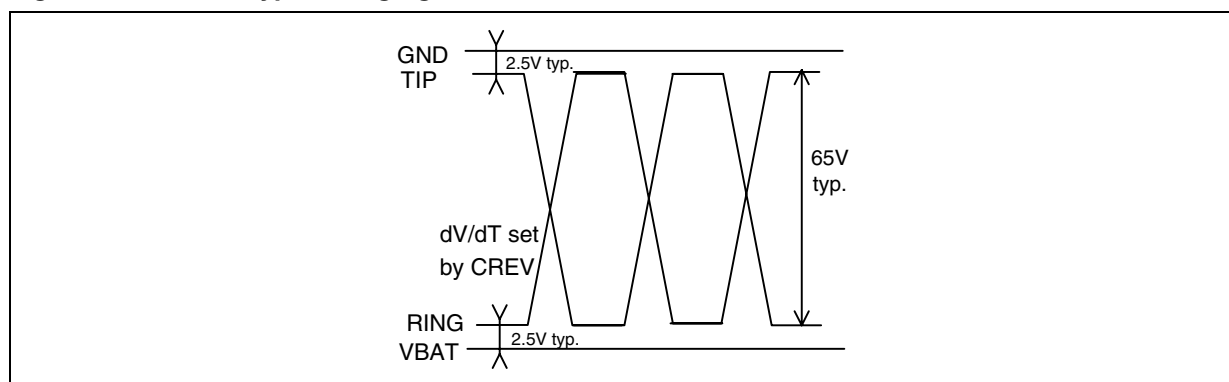 GND
2.5V typ.
TIP
65V
typ.
dV/dT set
by CREV
RING
2.5V typ.
VBAT